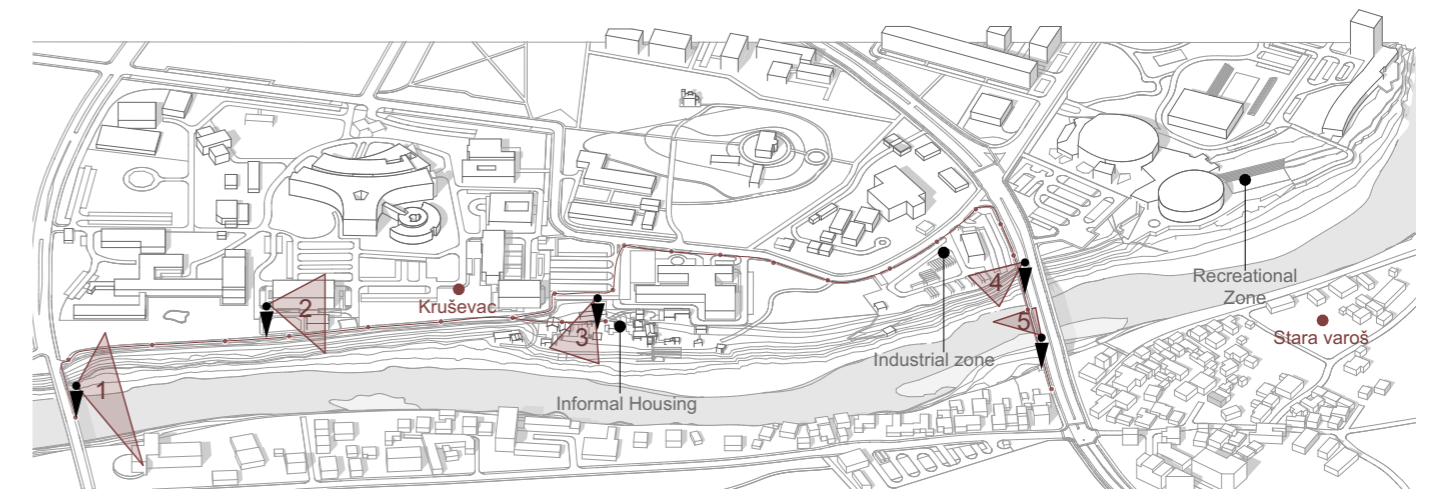 1
2
Kruševac
3
Informal Housing
4
5
Industrial zone
Recreational
Zone
Stara varoš